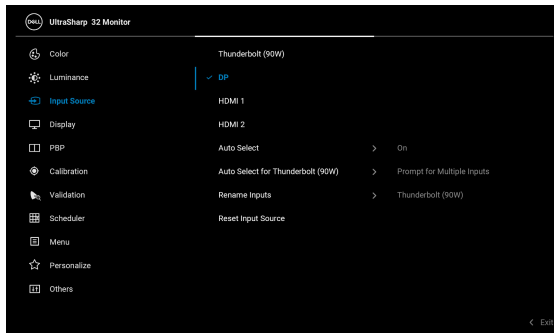 DELL UltraSharp 32 Monitor
Color Thunderbolt (90W)
Luminance DP
Input Source HDMI 1
Display HDMI 2
PBP Auto Select > On
Calibration Auto Select for Thunderbolt (90W) > Prompt for Multiple Inputs
Validation Rename Inputs > Thunderbolt (90W)
Scheduler Reset Input Source
Menu
Personalize
Others
< Exit